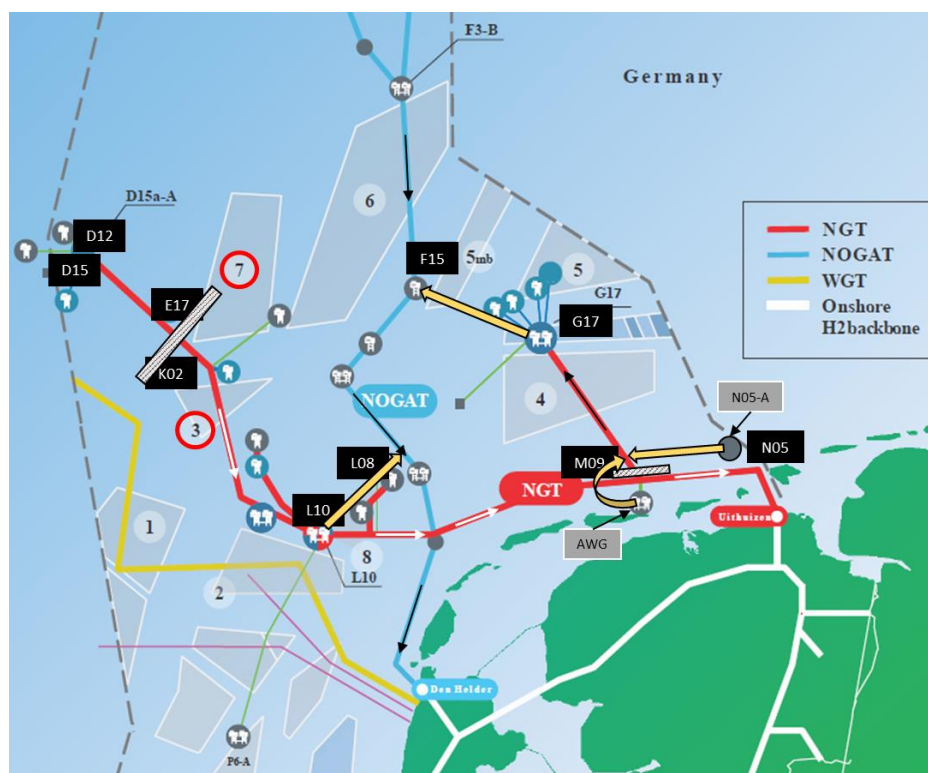 F3-B
Germany
D15a-A
6
NGT
NOGAT
WGT
Onshore
H2backbone
D12
F15
5mb
5
D15
7
G17
G17
E17
K02
4
NOGAT
N05-A
3
L08
M09
N05
NGT
L10
Uithuizen
1
8
L10
AWG
2
Den Helder
P6-A